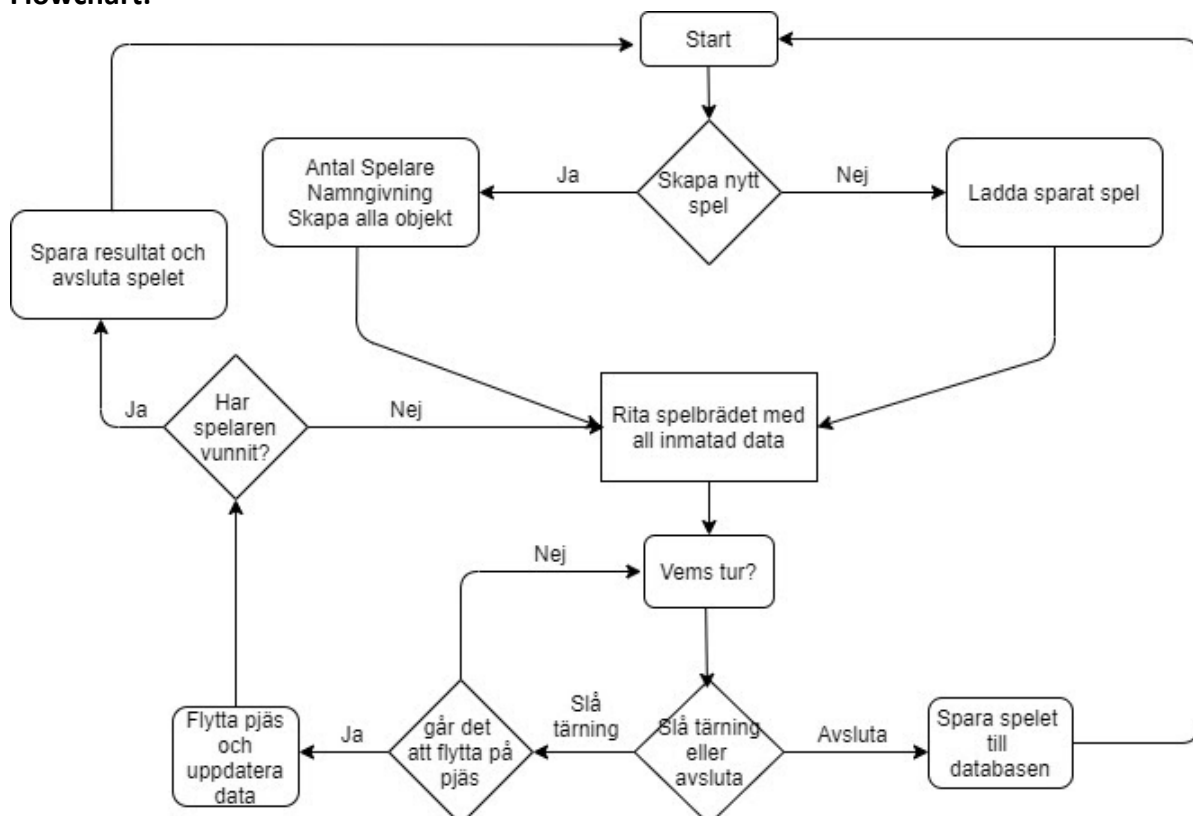 Flowchart:
Start
Skapa nytt
spel
Ja
Nej
Antal Spelare
Namngivning
Skapa alla objekt
Ladda sparat spel
Spara resultat och
avsluta spelet
Har
spelaren
vunnit?
Ja
Nej
Rita spelbrädet med
all inmatad data
Vems tur?
Nej
Slå tärning
eller
avsluta
Slå
tärning
Avsluta
går det
att flytta på
pjäs
Ja
Flytta pjäs
och
uppdatera
data
Spara spelet
till
databasen